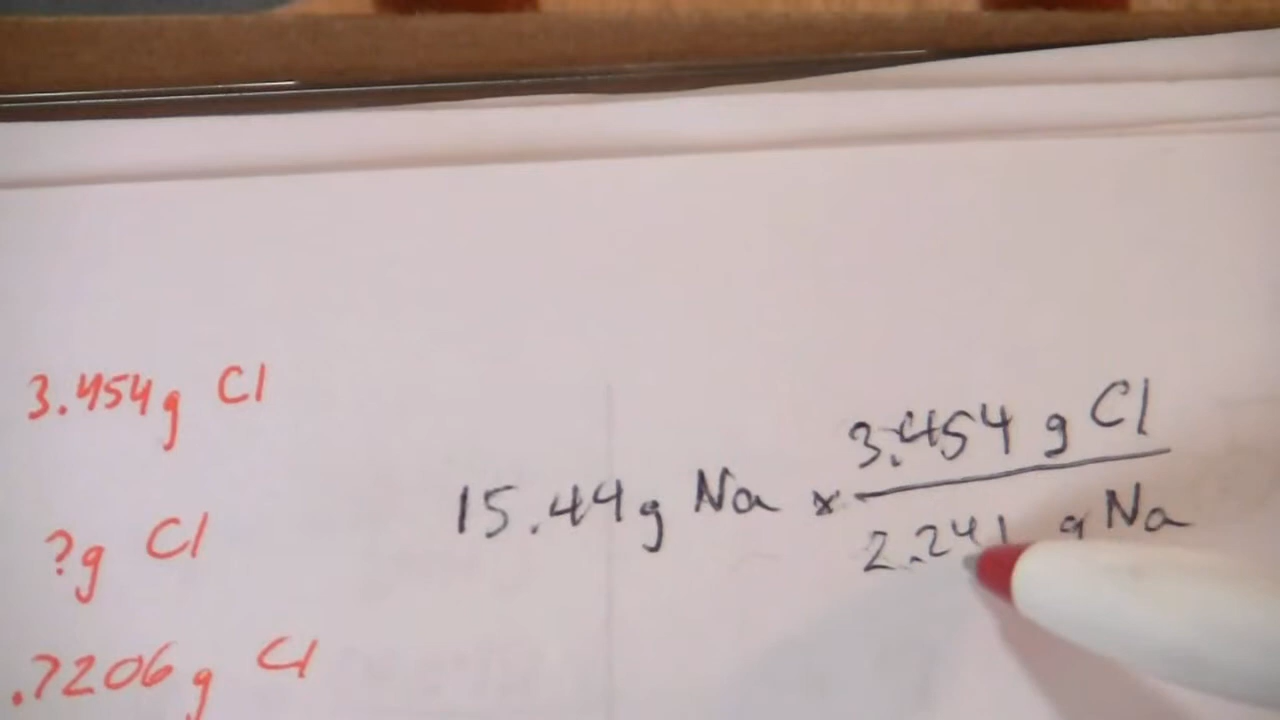 3.454g Cl
?g Cl
.7206g Cl
15.44g Na x 3.454 g Cl
2.241 g Na